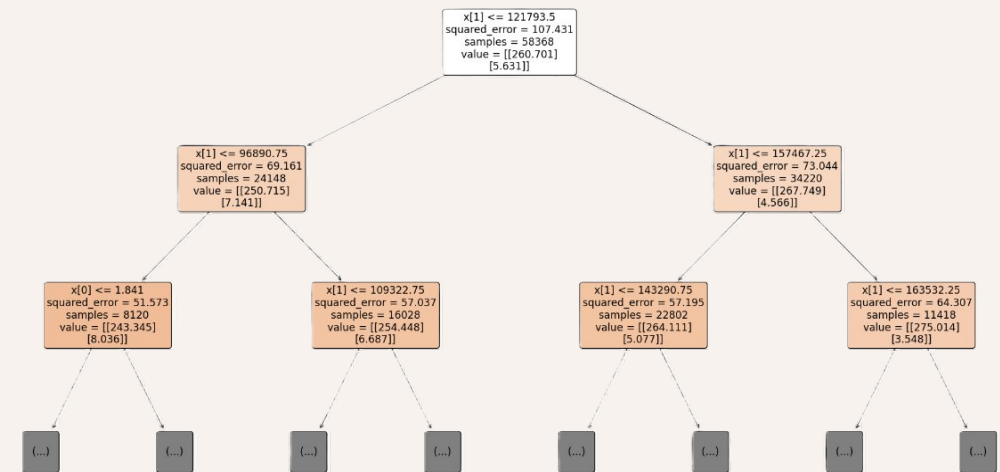 x[1] <= 121793.5
squared_error = 107.431
samples = 58368
value = [[260.701]
[5.631]]
x[1] <= 96890.75
squared_error = 69.161
samples = 24148
value = [[250.715]
[7.141]]
x[1] <= 157467.25
squared_error = 73.044
samples = 34220
value = [[267.749]
[4.566]]
x[0] <= 1.841
squared_error = 51.573
samples = 8120
value = [[243.345]
[8.036]]
x[1] <= 109322.75
squared_error = 57.037
samples = 16028
value = [[254.448]
[6.687]]
x[1] <= 143290.75
squared_error = 57.195
samples = 22802
value = [[264.111]
[5.077]]
x[1] <= 163532.25
squared_error = 64.307
samples = 11418
value = [[275.014]
[3.548]]
(...)
(...)
(...)
(...)
(...)
(...)
(...)
(...)